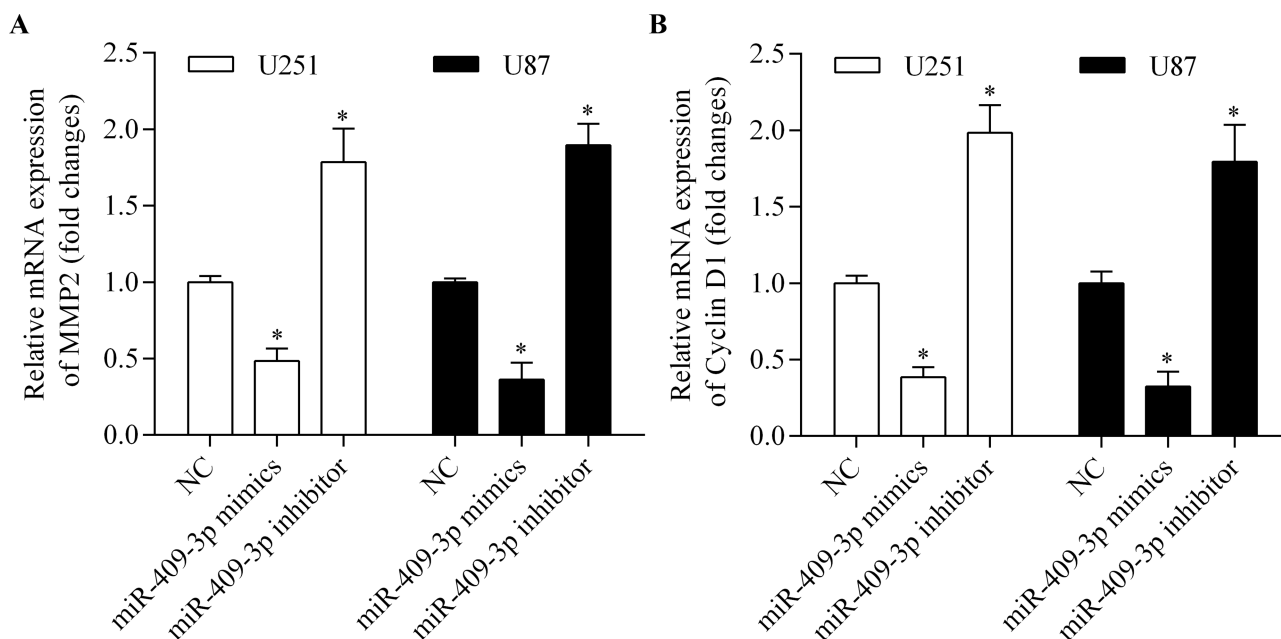 A
Relative mRNA expression
of MMP2 (fold changes)
2.5
2.0
1.5
1.0
0.5
0.0
U251
U87
*
*
*
*
NC
miR-409-3p mimics
miR-409-3p inhibitor
NC
miR-409-3p mimics
miR-409-3p inhibitor
B
Relative mRNA expression
of Cyclin D1 (fold changes)
2.5
2.0
1.5
1.0
0.5
0.0
U251
U87
*
*
*
*
NC
miR-409-3p mimics
miR-409-3p inhibitor
NC
miR-409-3p mimics
miR-409-3p inhibitor